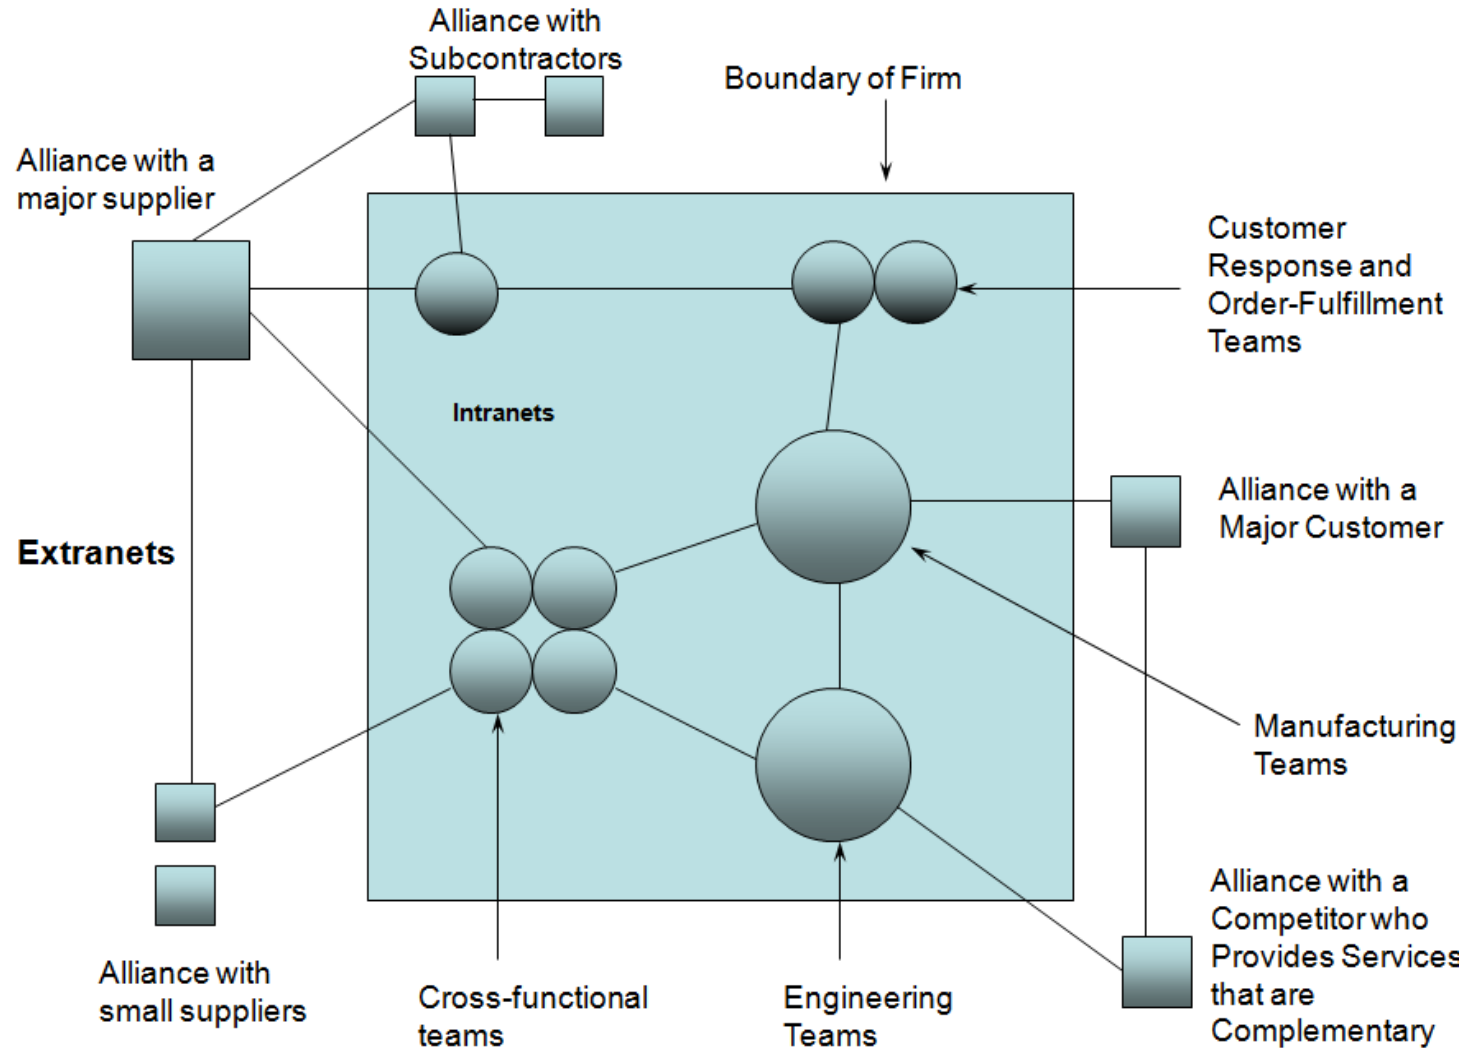 Alliance with
Subcontractors
Boundary of Firm
Alliance with a
major supplier
Customer
Response and
Order-Fulfillment
Teams
Intranets
Alliance with a
Major Customer
Extranets
Manufacturing
Teams
Alliance with a
Competitor who
Provides Services
that are
Complementary
Alliance with
small suppliers
Cross-functional
teams
Engineering
Teams